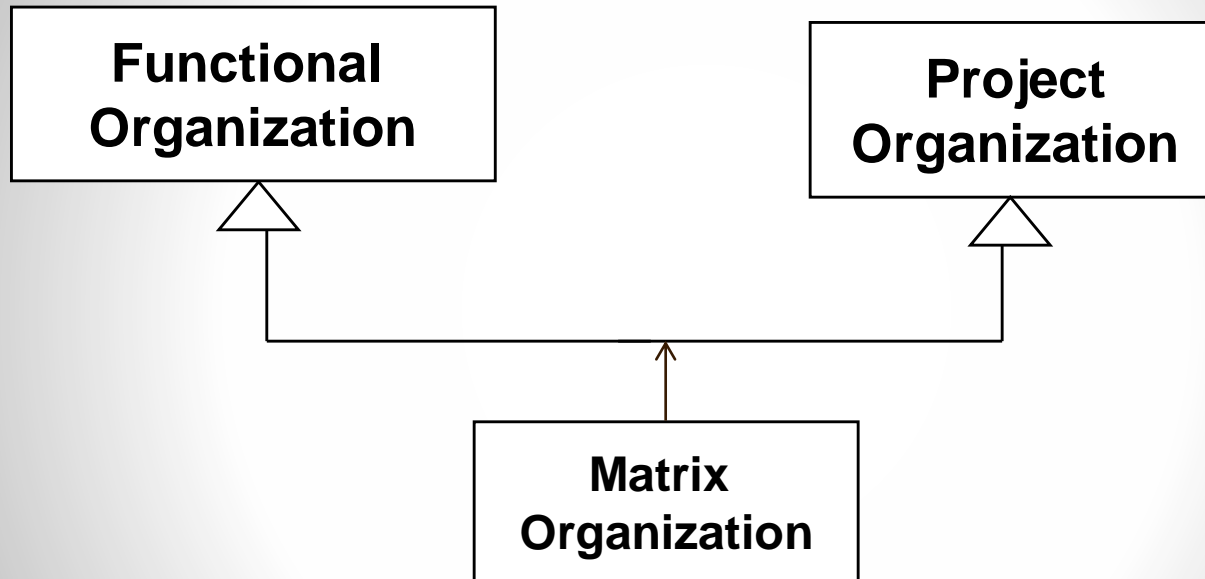 Functional
Organization
Project
Organization
Matrix
Organization